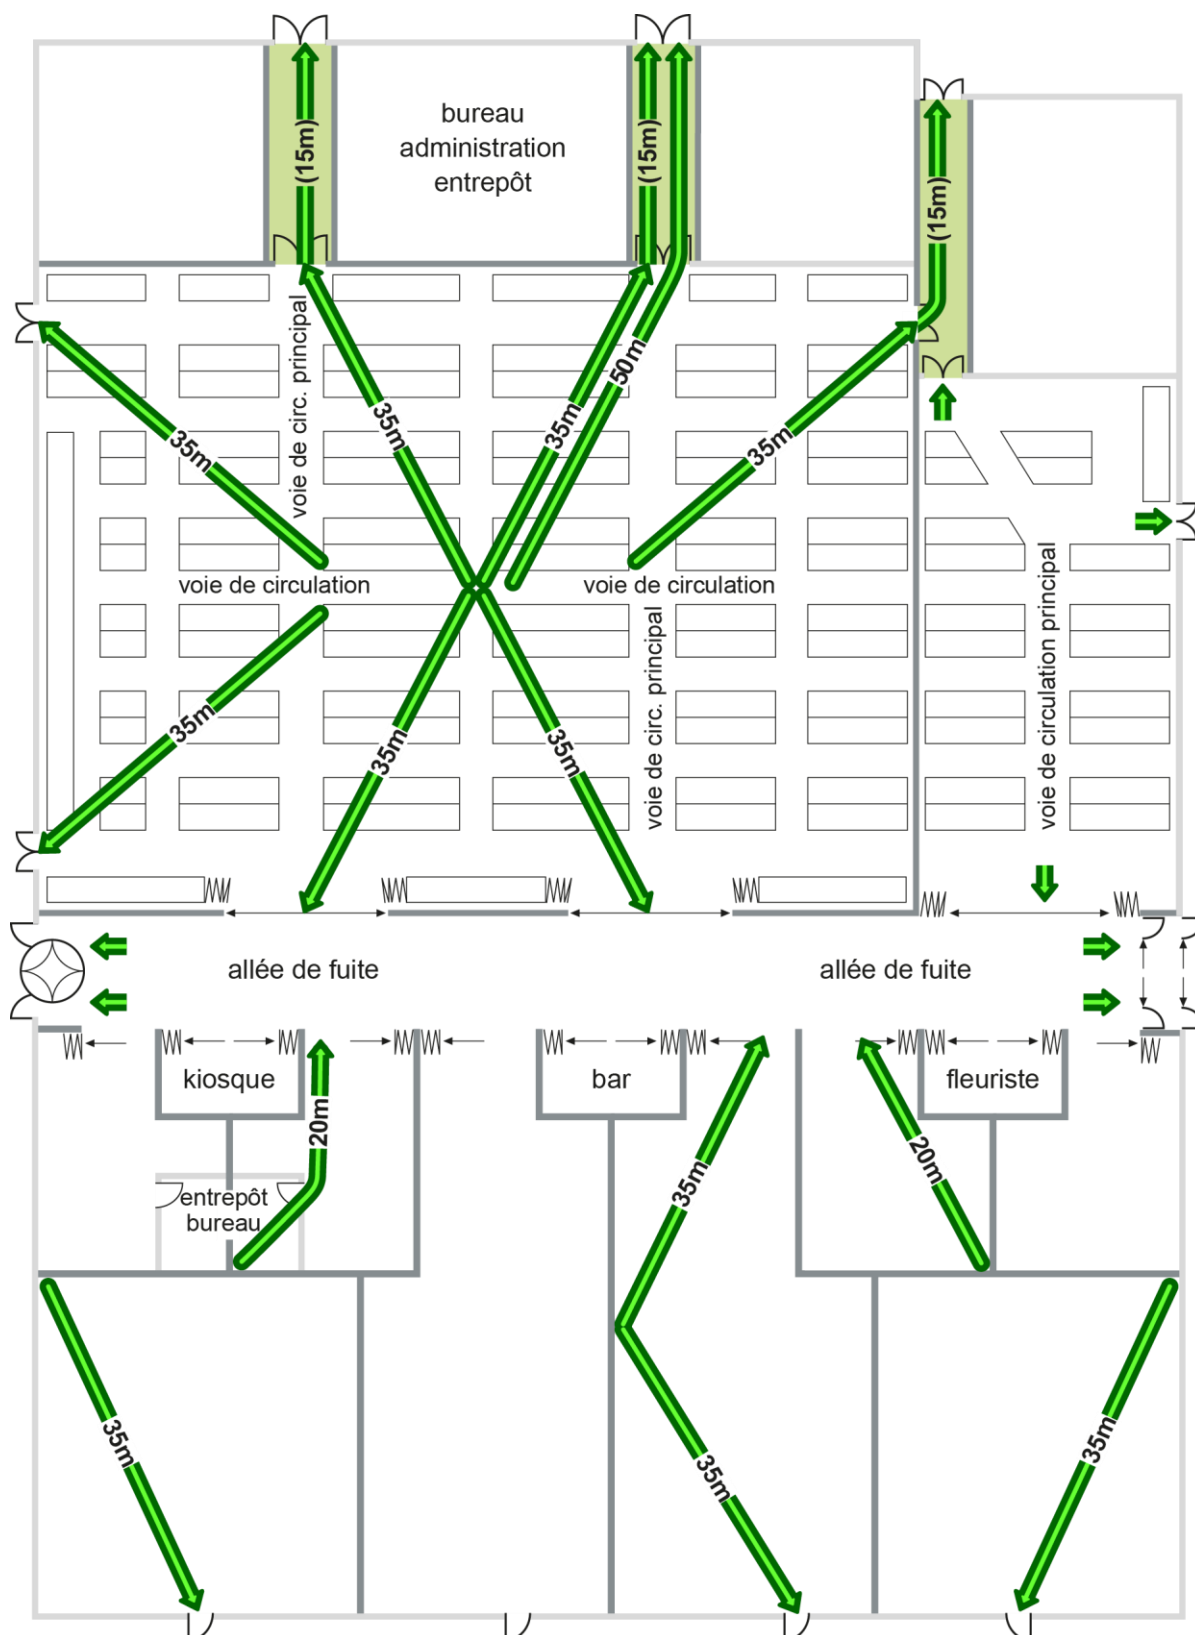 bureau
administration
entrepôt
(15m)
(15m)
(15m)
voie de circ. principal
35m
35m
35m
50m
35m
voie de circulation
voie de circulation
voie de circ. principal
voie de circulation principal
35m
35m
35m
allée de fuite
allée de fuite
kiosque
bar
fleuriste
20m
35m
20m
entrepôt
bureau
35m
35m
35m